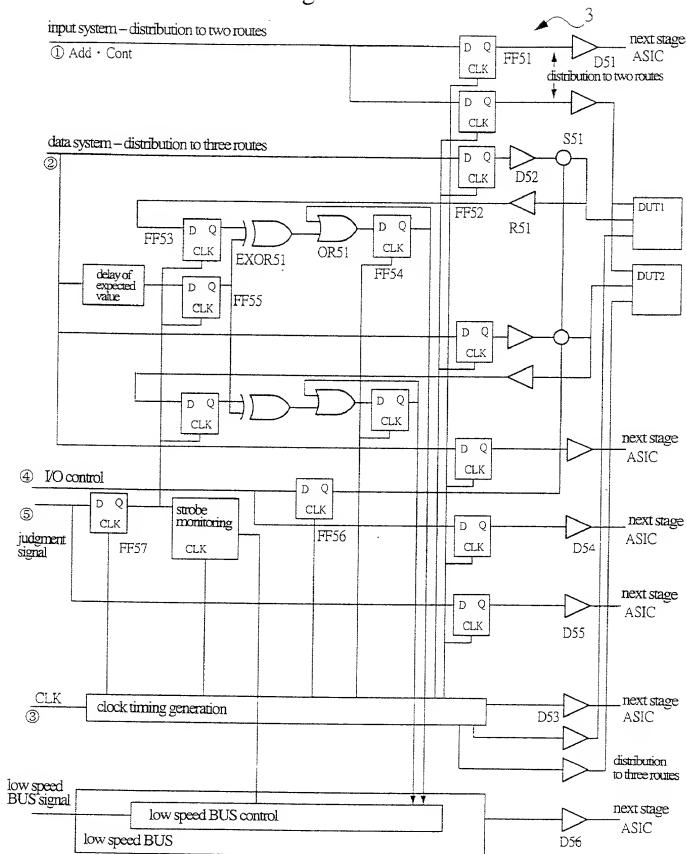 3
input system – distribution to two routes
① Add・Cont
D Q
CLK
FF51
D51
next stage
ASIC
distribution to two routes
D Q
CLK
data system – distribution to three routes
②
D Q
CLK
FF52
D52
S51
R51
DUT1
DUT2
FF53
D Q
CLK
EXOR51
OR51
D Q
CLK
FF54
delay of
expected
value
D Q
CLK
FF55
D Q
CLK
D Q
CLK
D Q
CLK
D Q
CLK
next stage
ASIC
④ I/O control
⑤
judgment
signal
D Q
CLK
FF57
strobe
monitoring
CLK
D Q
CLK
FF56
D Q
CLK
D54
next stage
ASIC
D Q
CLK
D55
next stage
ASIC
CLK
③
clock timing generation
D53
next stage
ASIC
distribution
to three routes
low speed
BUS signal
low speed BUS control
low speed BUS
D56
next stage
ASIC